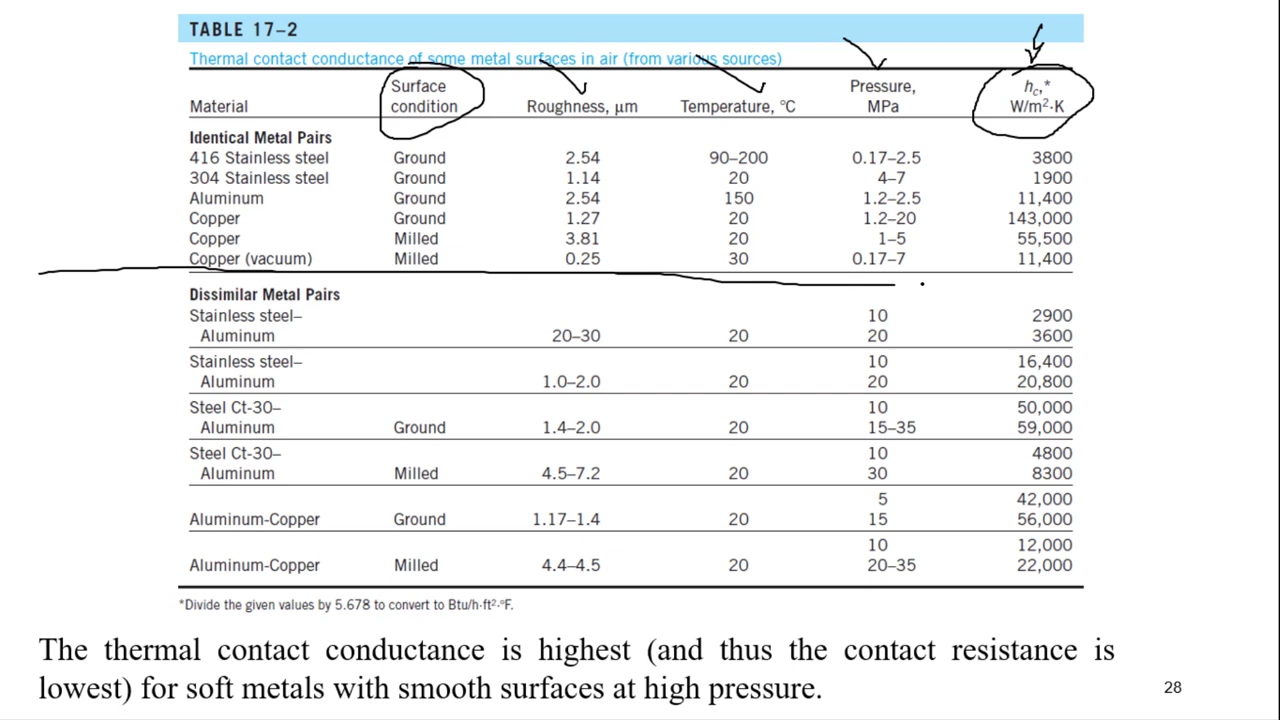 TABLE 17–2
Thermal contact conductance of some metal surfaces in air (from various sources)
Material Surface condition Roughness, μm Temperature, °C Pressure, MPa hc,* W/m²·K
Identical Metal Pairs
416 Stainless steel Ground 2.54 90–200 0.17–2.5 3800
304 Stainless steel Ground 1.14 20 4–7 1900
Aluminum Ground 2.54 150 1.2–2.5 11,400
Copper Ground 1.27 20 1.2–20 143,000
Copper Milled 3.81 20 1–5 55,500
Copper (vacuum) Milled 0.25 30 0.17–7 11,400
Dissimilar Metal Pairs
Stainless steel– 10 2900
Aluminum 20–30 20 20 3600
Stainless steel– 10 16,400
Aluminum 1.0–2.0 20 20 20,800
Steel Ct-30– 10 50,000
Aluminum Ground 1.4–2.0 20 15–35 59,000
Steel Ct-30– 10 4800
Aluminum Milled 4.5–7.2 20 30 8300
5 42,000
Aluminum-Copper Ground 1.17–1.4 20 15 56,000
10 12,000
Aluminum-Copper Milled 4.4–4.5 20 20–35 22,000
*Divide the given values by 5.678 to convert to Btu/h·ft²·°F.
The thermal contact conductance is highest (and thus the contact resistance is
lowest) for soft metals with smooth surfaces at high pressure.
28